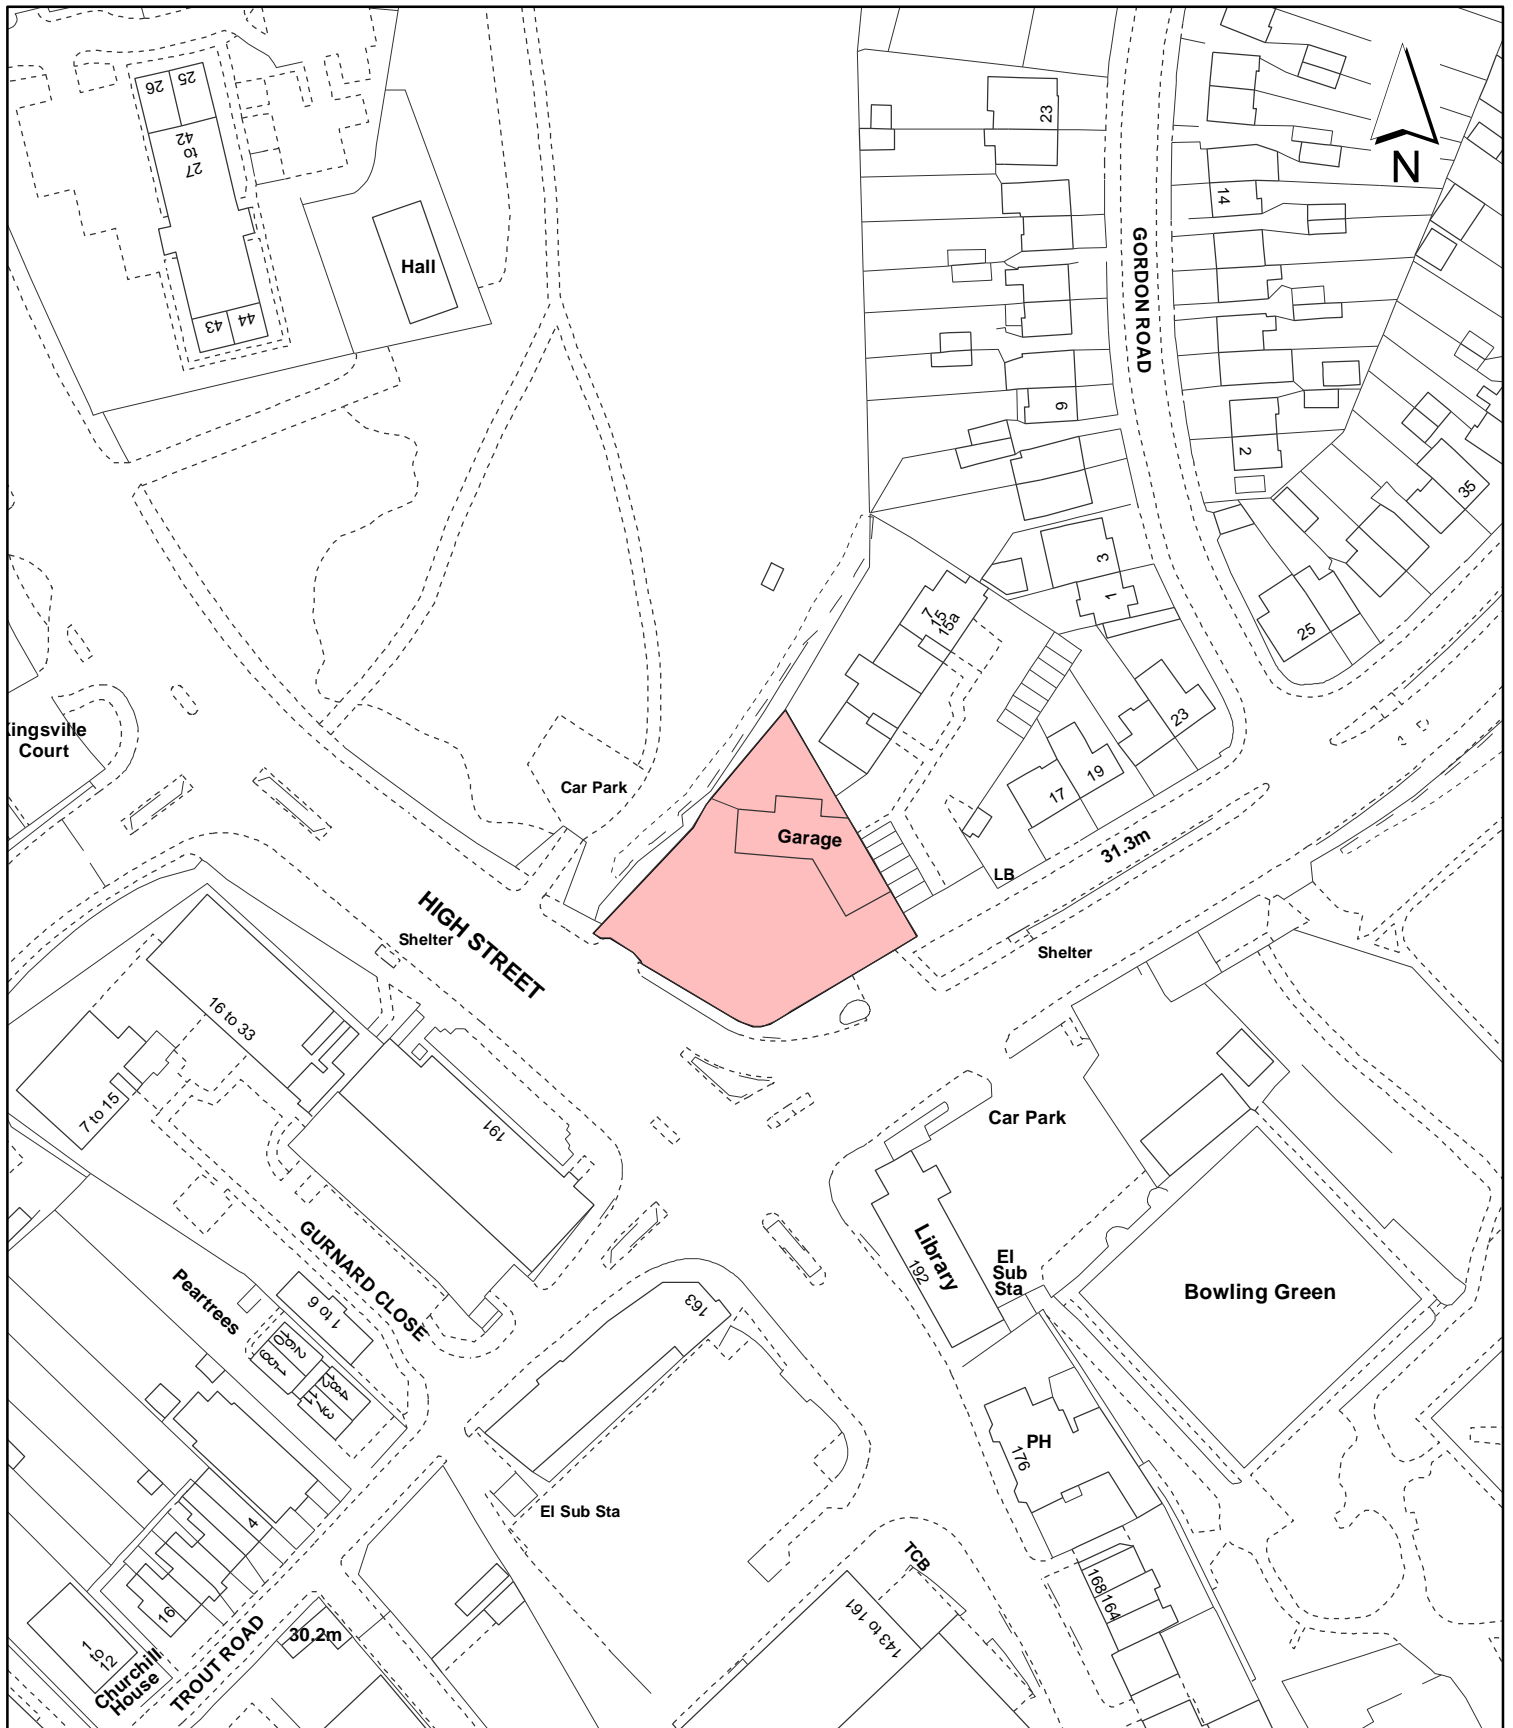 26
25
27
to
42
43
44
Hall
23
14
N
GORDON ROAD
6
2
35
3
1
7
15
15a
25
23
19
17
31.3m
LB
Kingsville
Court
Car Park
Garage
HIGH STREET
Shelter
Shelter
16 to 33
7 to 15
191
Car Park
Library
192
El
Sub
Sta
Bowling Green
GURNARD CLOSE
Peartrees
1 to 6
163
PH
176
El Sub Sta
TCB
168
164
143 to 161
4
16
30.2m
TROUT ROAD
1
to
12
Churchill
House